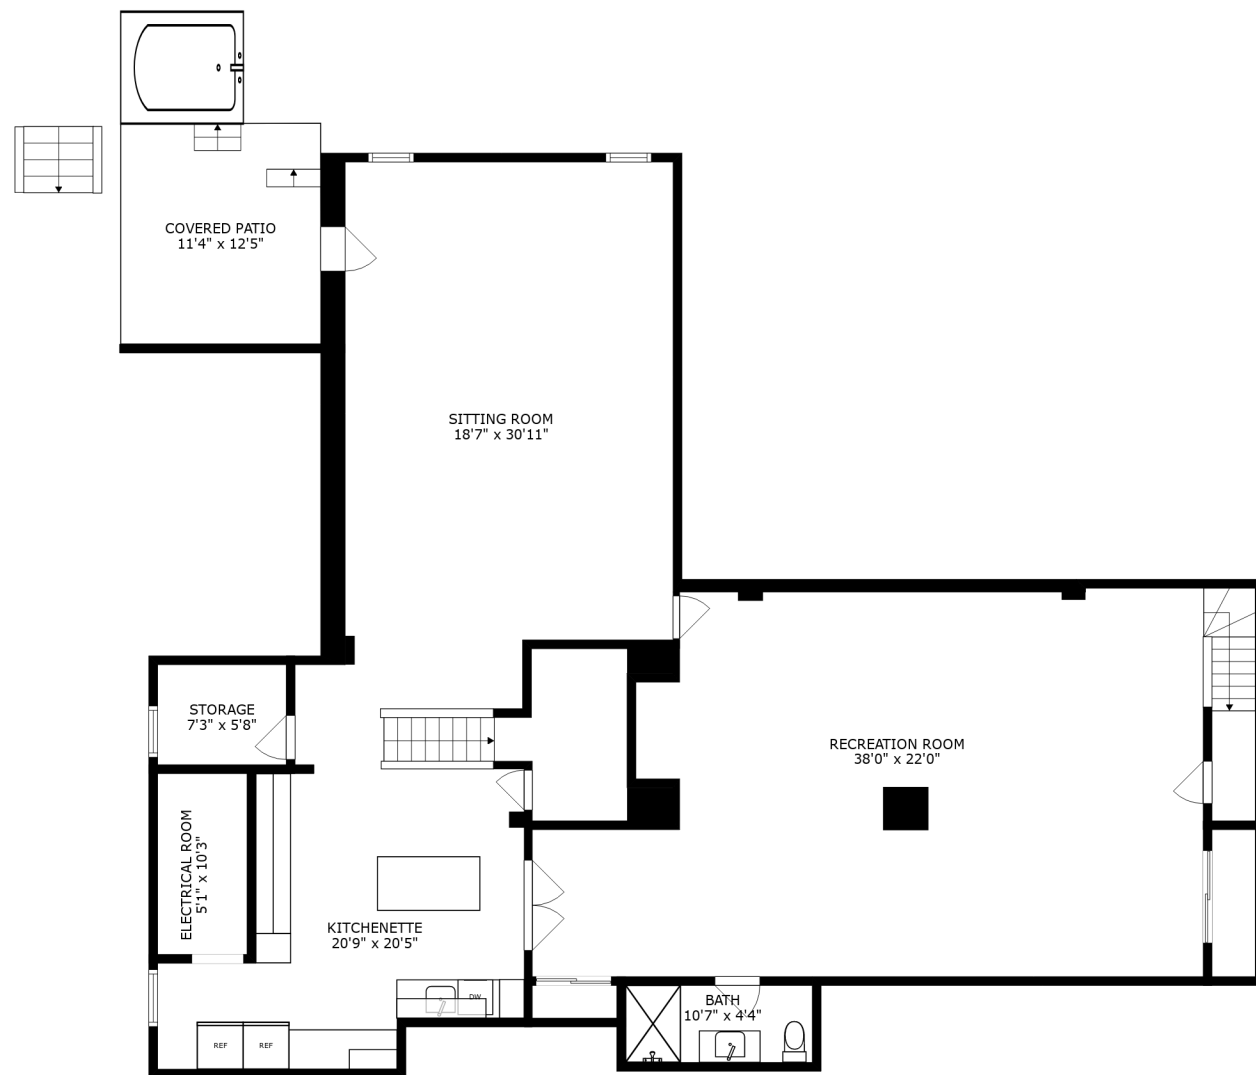 COVERED PATIO
11'4" x 12'5"
SITTING ROOM
18'7" x 30'11"
STORAGE
7'3" x 5'8"
RECREATION ROOM
38'0" x 22'0"
ELECTRICAL ROOM
5'1" x 10'3"
KITCHENETTE
20'9" x 20'5"
DW
BATH
10'7" x 4'4"
REF
REF